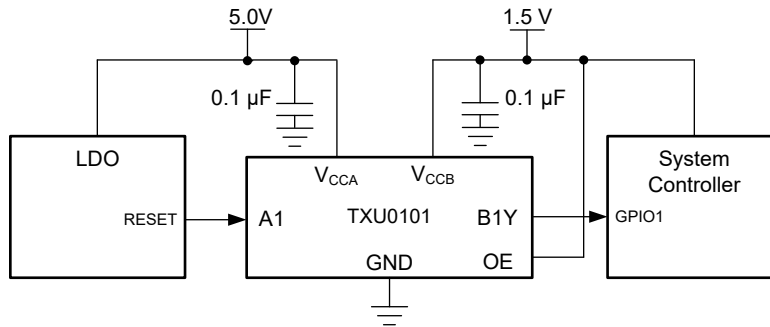 5.0V
1.5 V
0.1 µF
0.1 µF
LDO
RESET
VCCA
VCCB
A1
TXU0101
B1Y
GND
OE
System
Controller
GPIO1